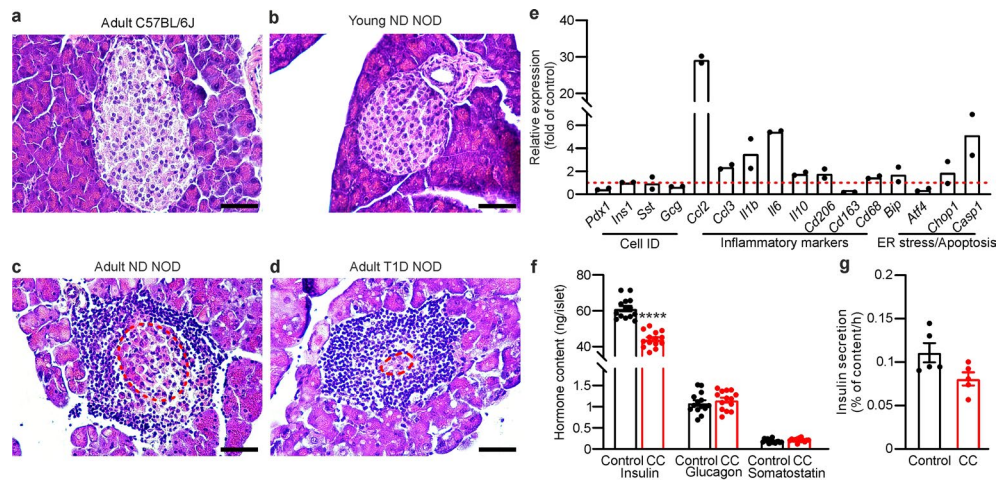 a
Adult C57BL/6J
b
Young ND NOD
c
Adult ND NOD
d
Adult T1D NOD
e
Relative expression
(fold of control)
30
20
6
4
2
0
Pdx1
Ins1
Sst
Gcg
Ccl2
Ccl3
Il1b
Il6
Il10
Cd206
Cd163
Cd68
Bip
Atf4
Chop1
Casp1
Cell ID
Inflammatory markers
ER stress/Apoptosis
f
Hormone content (ng/islet)
80
60
40
1.5
1
0.5
0
****
Control CC Control CC Control CC
Insulin Glucagon Somatostatin
g
Insulin secretion
(% of content/h)
0.2
0.15
0.1
0.05
0
Control CC